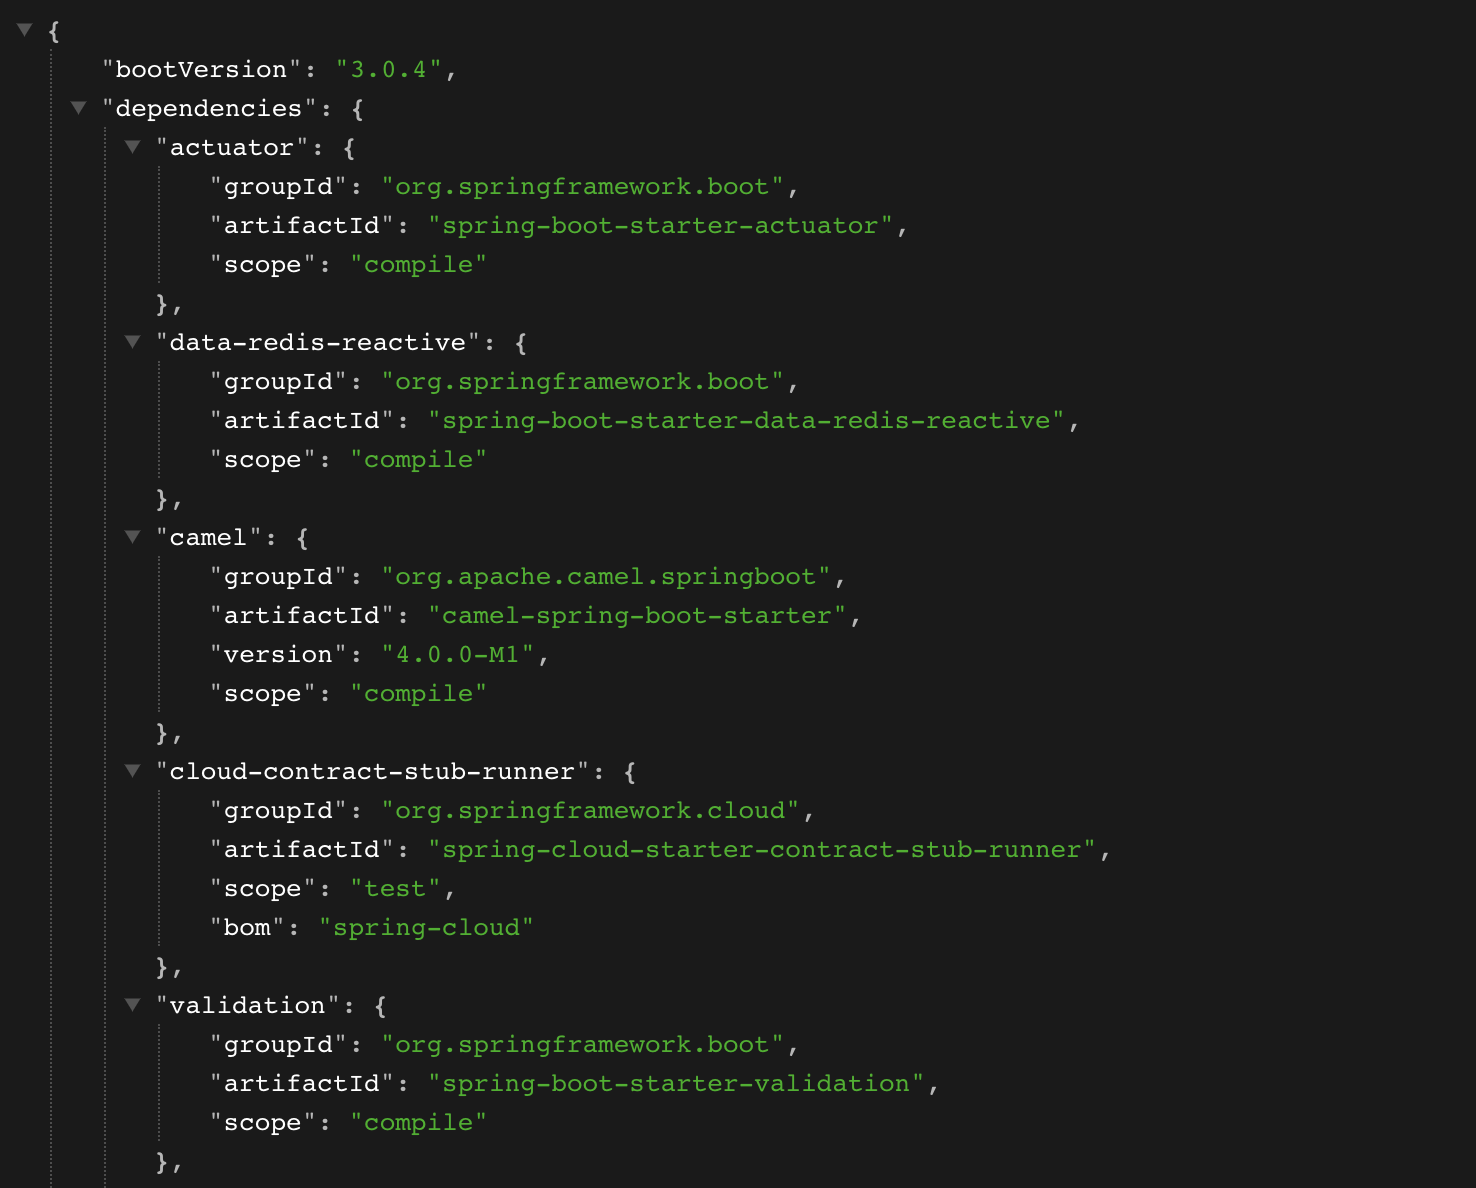 {
"bootVersion": "3.0.4",
"dependencies": {
"actuator": {
"groupId": "org.springframework.boot",
"artifactId": "spring-boot-starter-actuator",
"scope": "compile"
},
"data-redis-reactive": {
"groupId": "org.springframework.boot",
"artifactId": "spring-boot-starter-data-redis-reactive",
"scope": "compile"
},
"camel": {
"groupId": "org.apache.camel.springboot",
"artifactId": "camel-spring-boot-starter",
"version": "4.0.0-M1",
"scope": "compile"
},
"cloud-contract-stub-runner": {
"groupId": "org.springframework.cloud",
"artifactId": "spring-cloud-starter-contract-stub-runner",
"scope": "test",
"bom": "spring-cloud"
},
"validation": {
"groupId": "org.springframework.boot",
"artifactId": "spring-boot-starter-validation",
"scope": "compile"
},